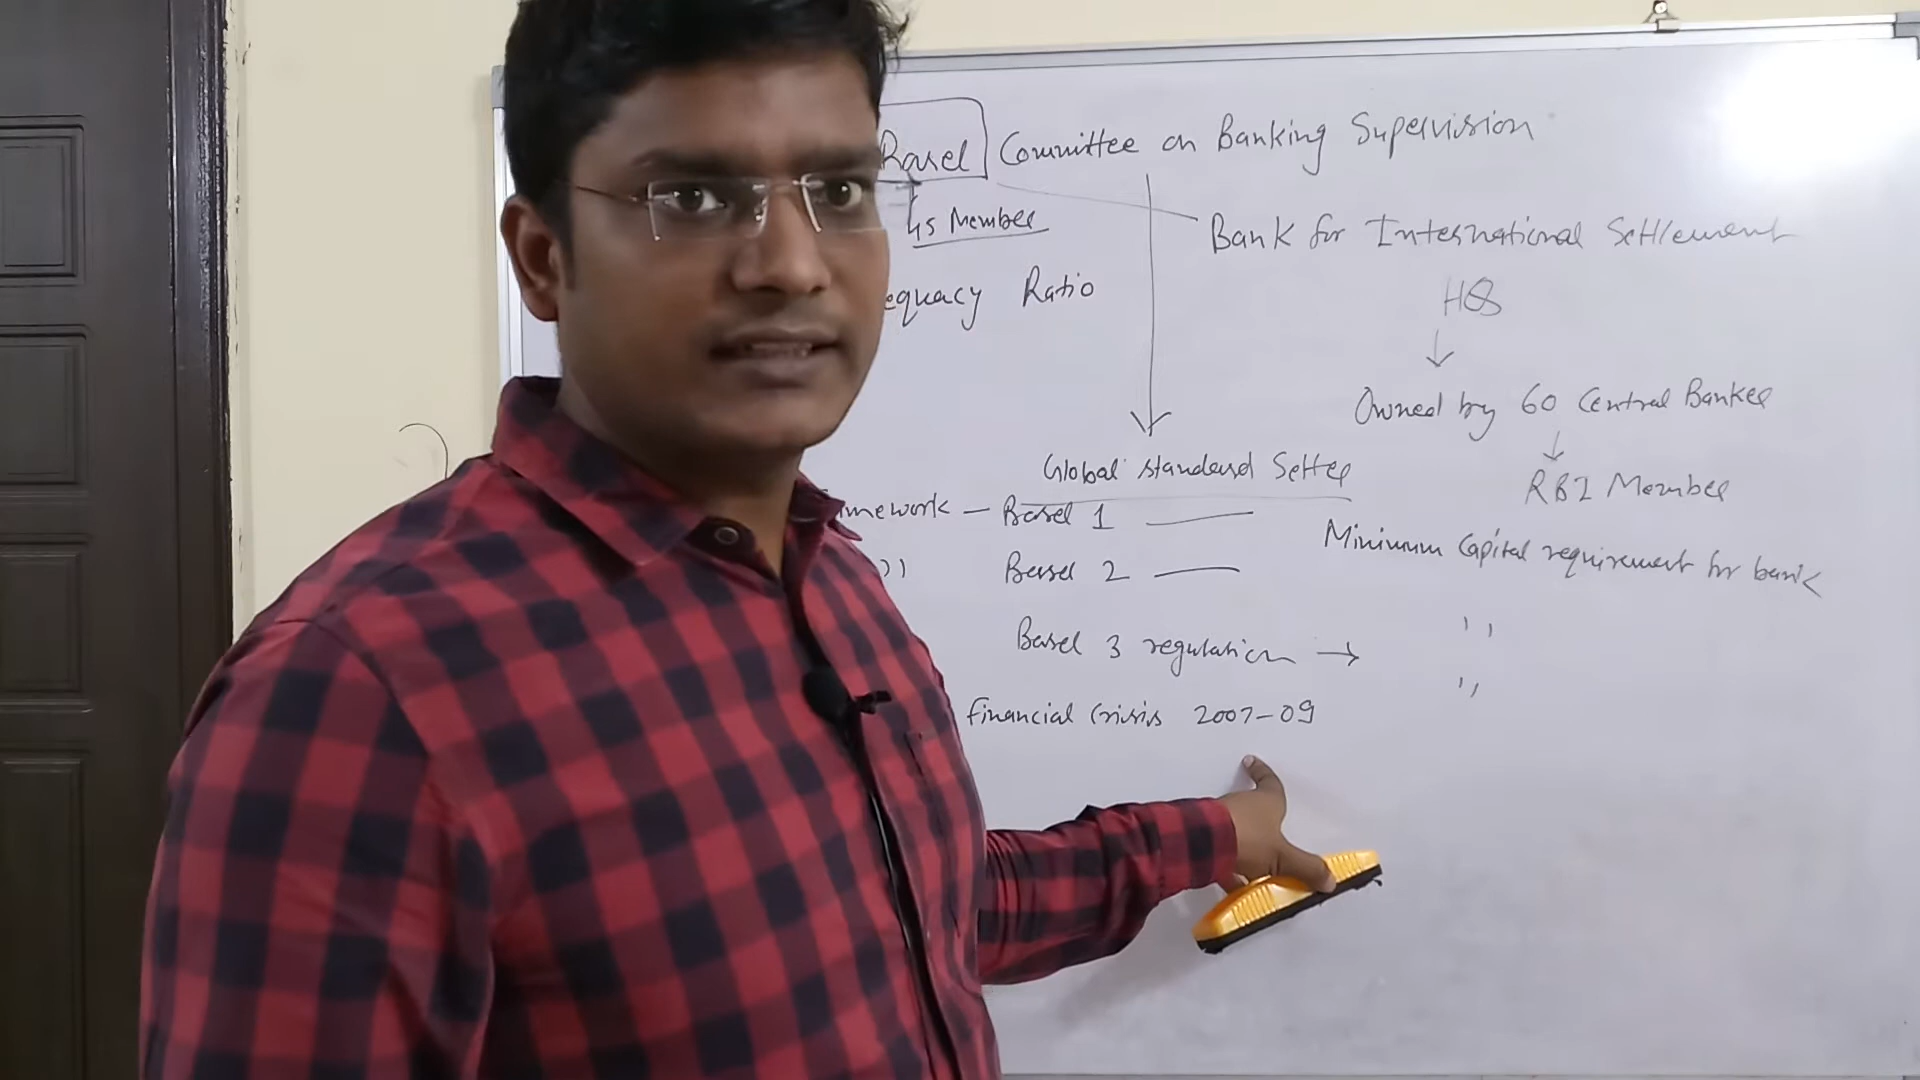 Basel Committee on Banking Supervision
45 Member
Bank for International Settlement
equacy Ratio
HQ
Owned by 60 Central Banker
Global Standard Setter
RBI Member
mework - Basel 1 —
Minimum Capital requirement for bank
,, Basel 2 — ,,
Basel 3 regulation → ,,
financial Crisis 2007-09